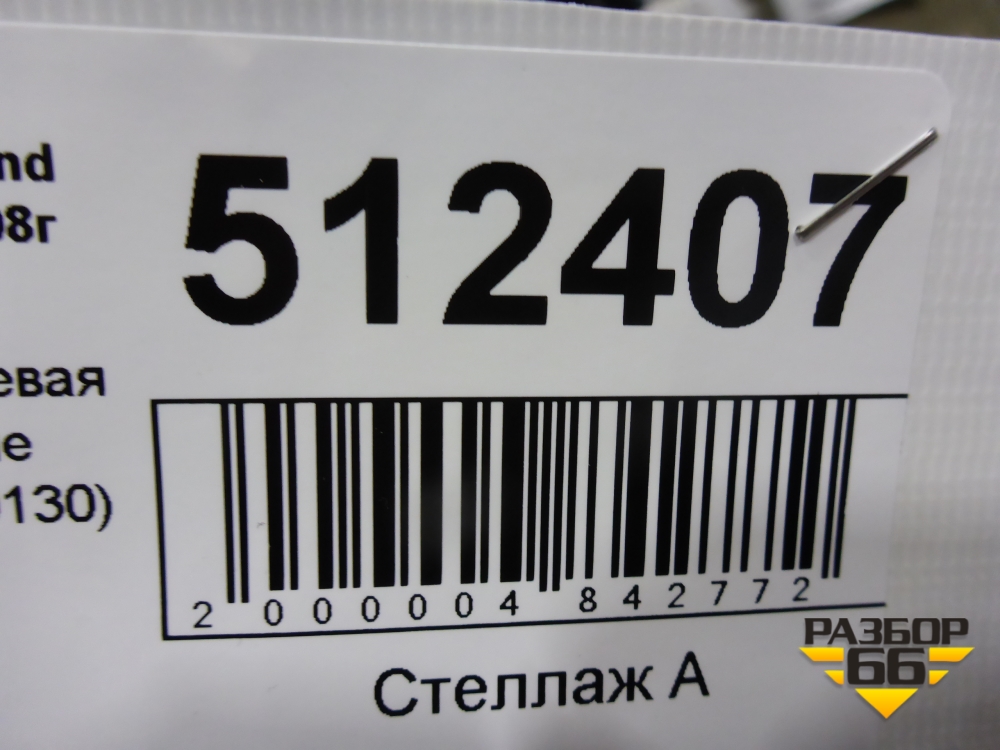 nd
08г
512407
евая
130)
2 000004 842772
Стеллаж А
РАЗБОР
66